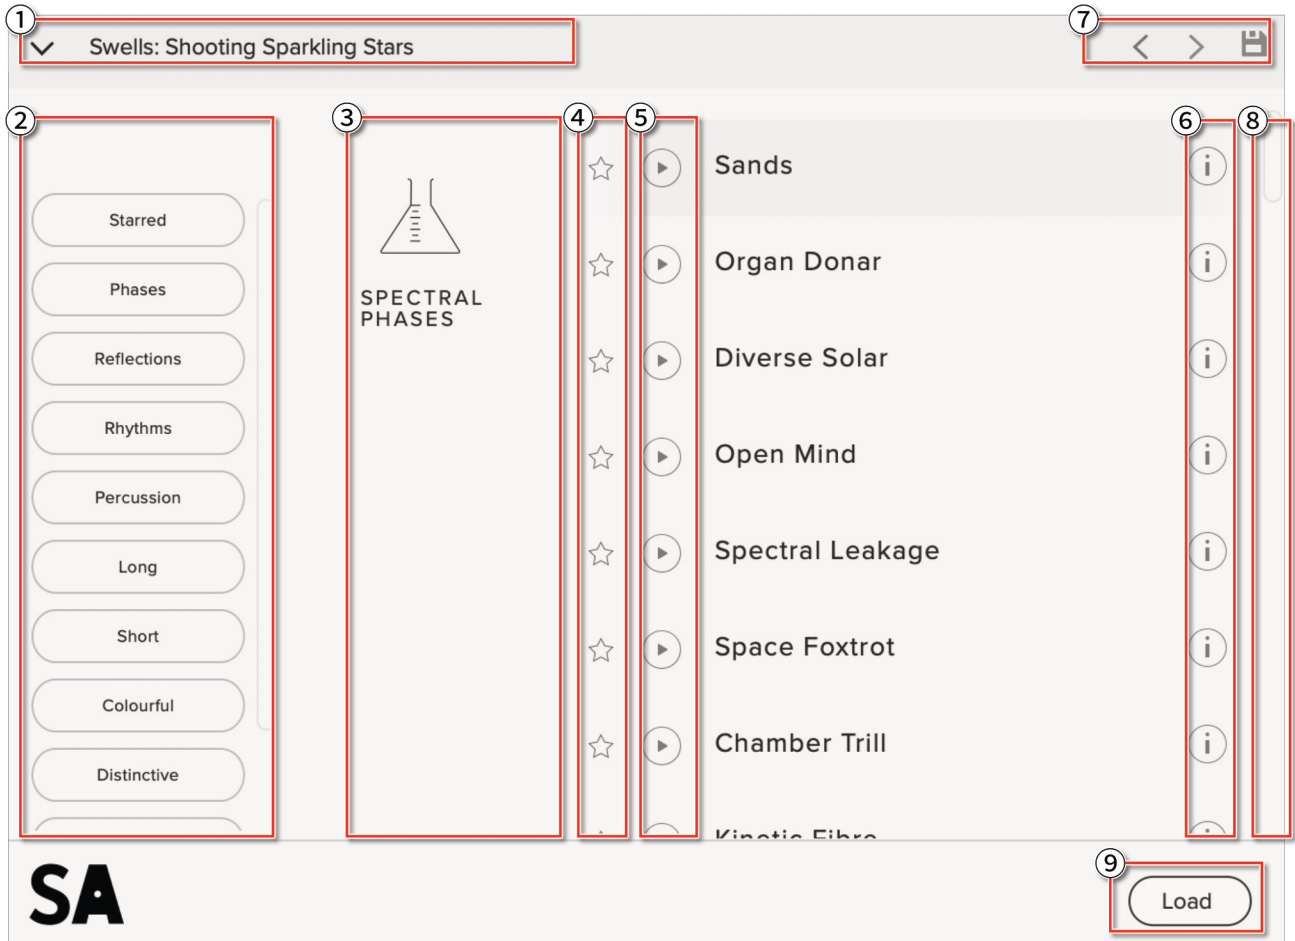 1
Swells: Shooting Sparkling Stars
7
2
3
4
5
6
8
Starred
Phases
Reflections
Rhythms
Percussion
Long
Short
Colourful
Distinctive
SPECTRAL
PHASES
Sands
i
Organ Donar
i
Diverse Solar
i
Open Mind
i
Spectral Leakage
i
Space Foxtrot
i
Chamber Trill
i
Kinetic Fibre
9
SA
Load